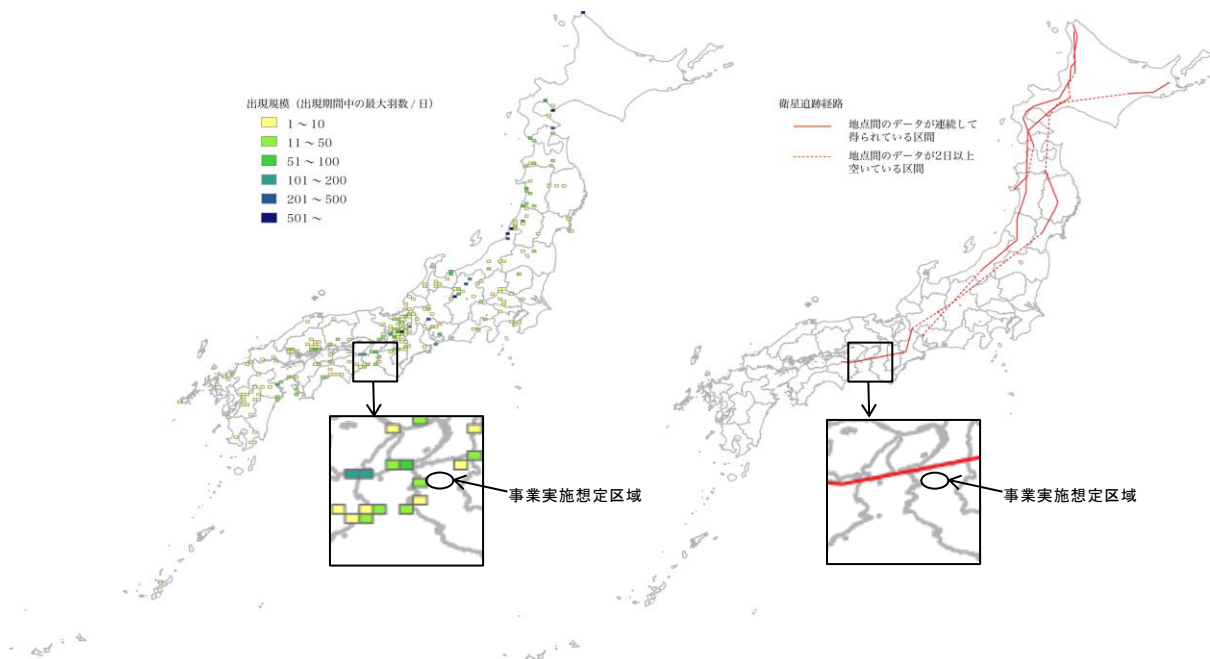 出現規模（出現期間中の最大羽数 / 日）
1 〜 10
11 〜 50
51 〜 100
101 〜 200
201 〜 500
501 〜
事業実施想定区域
衛星追跡経路
地点間のデータが連続して
得られている区間
地点間のデータが2日以上
空いている区間
事業実施想定区域